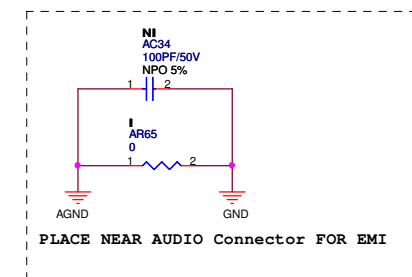 NI
AC34
100PF/50V
NPO 5%
1 2
I
AR65
0
1 2
AGND GND
PLACE NEAR AUDIO Connector FOR EMI